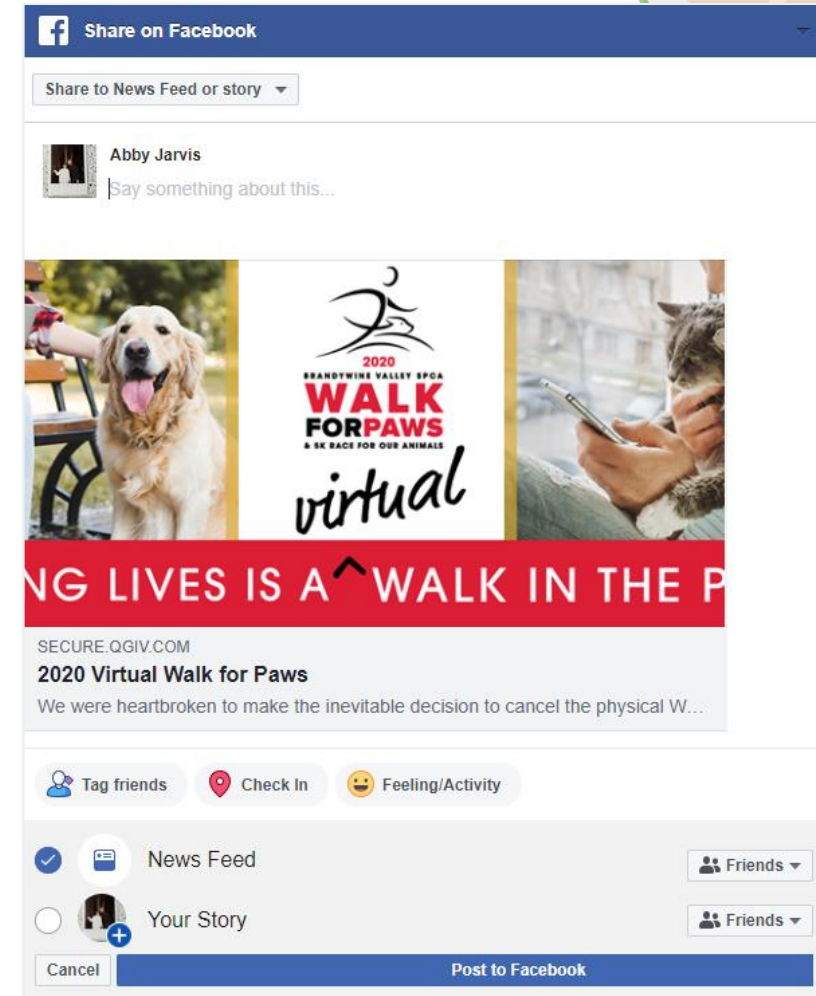 Share on Facebook
Share to News Feed or story
Abby Jarvis
Say something about this...
2020
BRANDYWINE VALLEY SPCA
WALK
FOR PAWS
& 5K RACE FOR OUR ANIMALS
virtual
NG LIVES IS A ^ WALK IN THE P
SECURE.QGIV.COM
2020 Virtual Walk for Paws
We were heartbroken to make the inevitable decision to cancel the physical W...
Tag friends
Check In
Feeling/Activity
News Feed
Friends
Your Story
Friends
Cancel
Post to Facebook